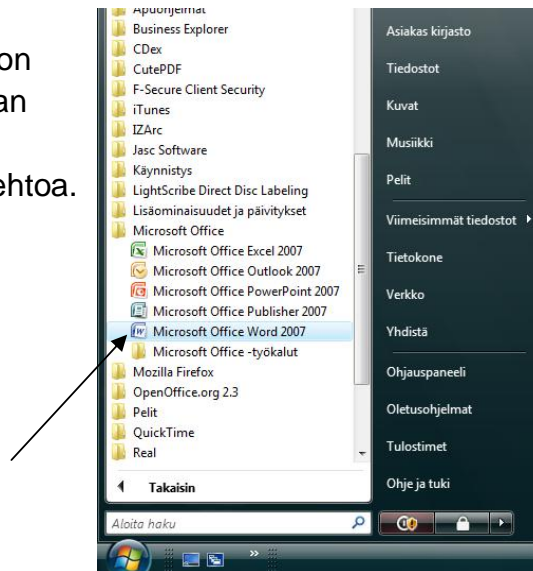 on
an
ehtoa.
Apuohjelmat
Business Explorer
CDex
CutePDF
F-Secure Client Security
iTunes
IZArc
Jasc Software
Käynnistys
LightScribe Direct Disc Labeling
Lisäominaisuudet ja päivitykset
Microsoft Office
Microsoft Office Excel 2007
Microsoft Office Outlook 2007
Microsoft Office PowerPoint 2007
Microsoft Office Publisher 2007
Microsoft Office Word 2007
Microsoft Office -työkalut
Mozilla Firefox
OpenOffice.org 2.3
Pelit
QuickTime
Real
Takaisin
Aloita haku
Asiakas kirjasto
Tiedostot
Kuvat
Musiikki
Pelit
Viimeisimmät tiedostot
Tietokone
Verkko
Yhdistä
Ohjauspaneeli
Oletusohjelmat
Tulostimet
Ohje ja tuki